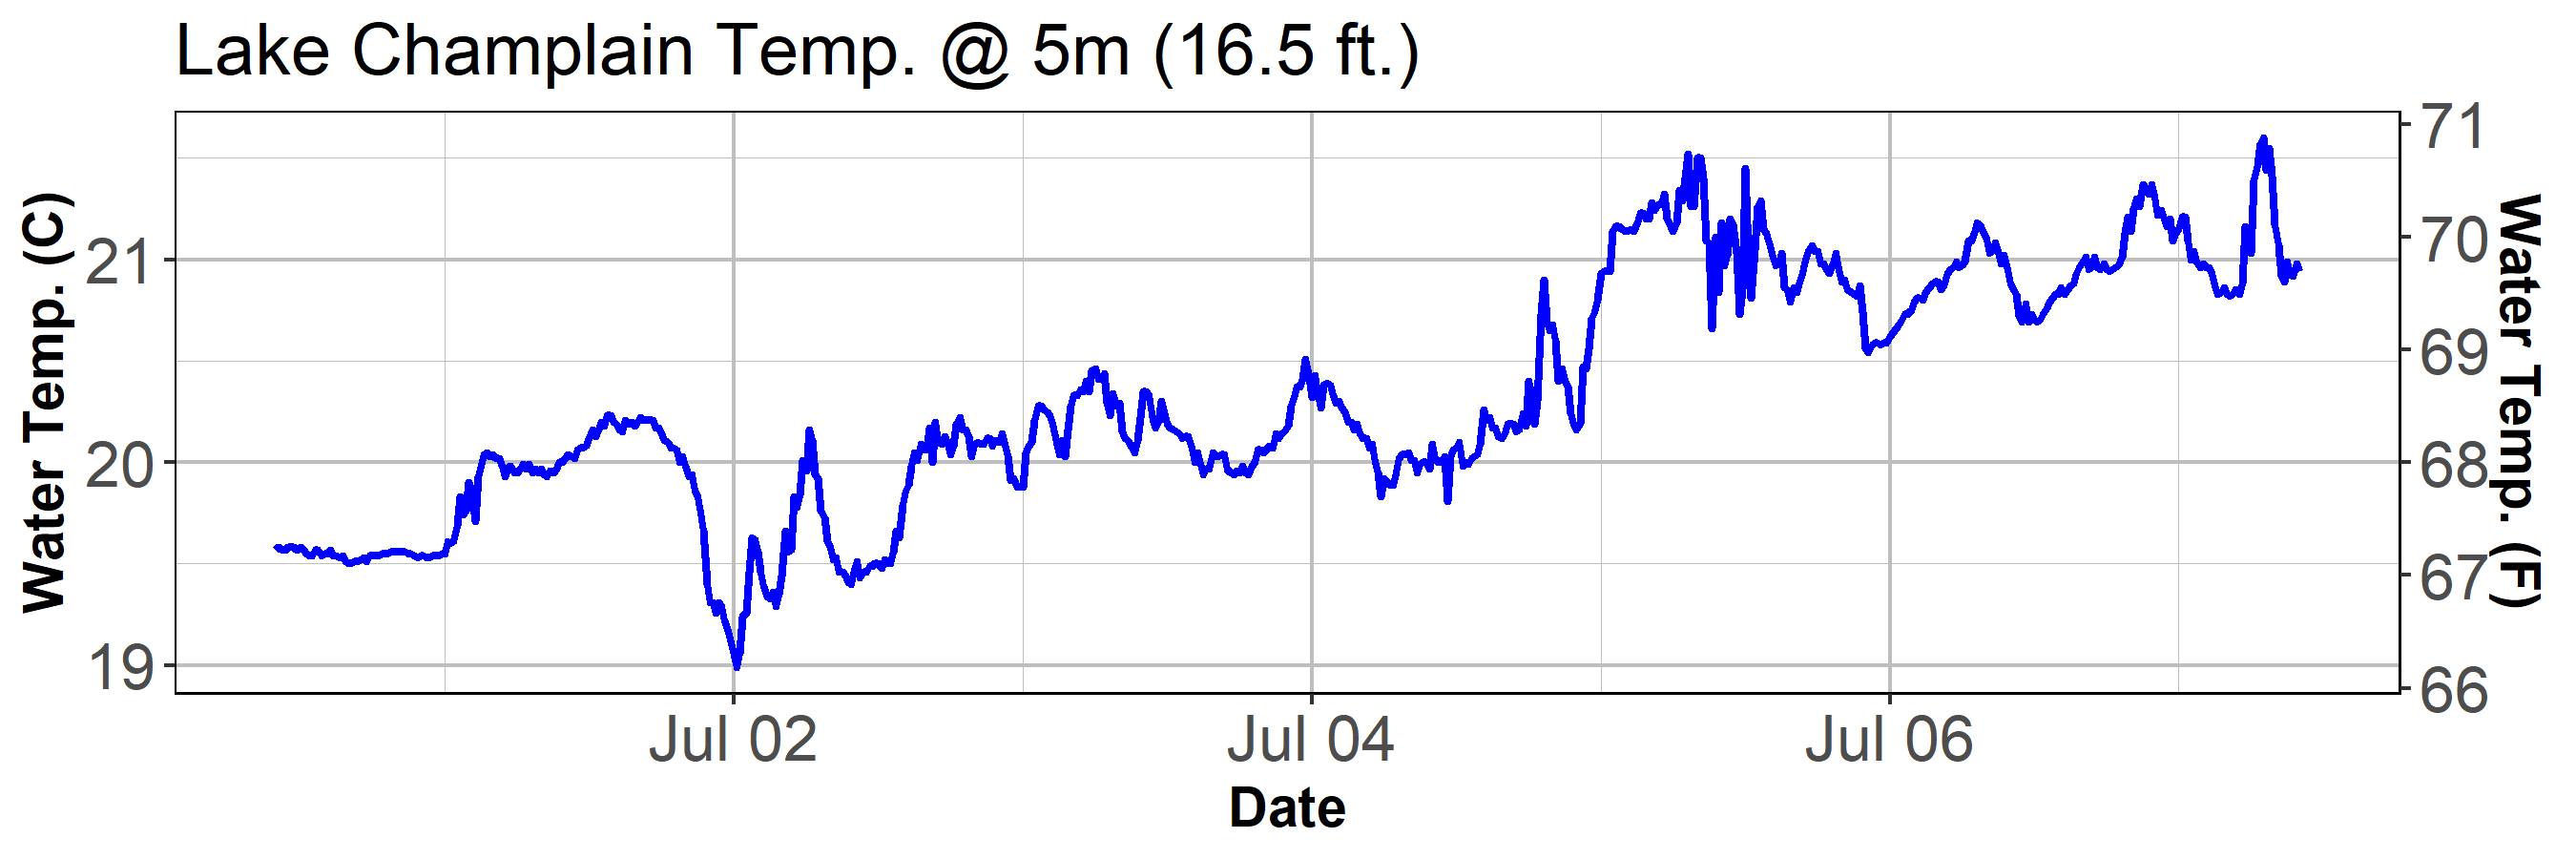 Lake Champlain Temp. @ 5m (16.5 ft.)
Water Temp. (C)
21
20
19
71
70
69
68
67
66
Water Temp. (F)
Jul 02
Jul 04
Jul 06
Date